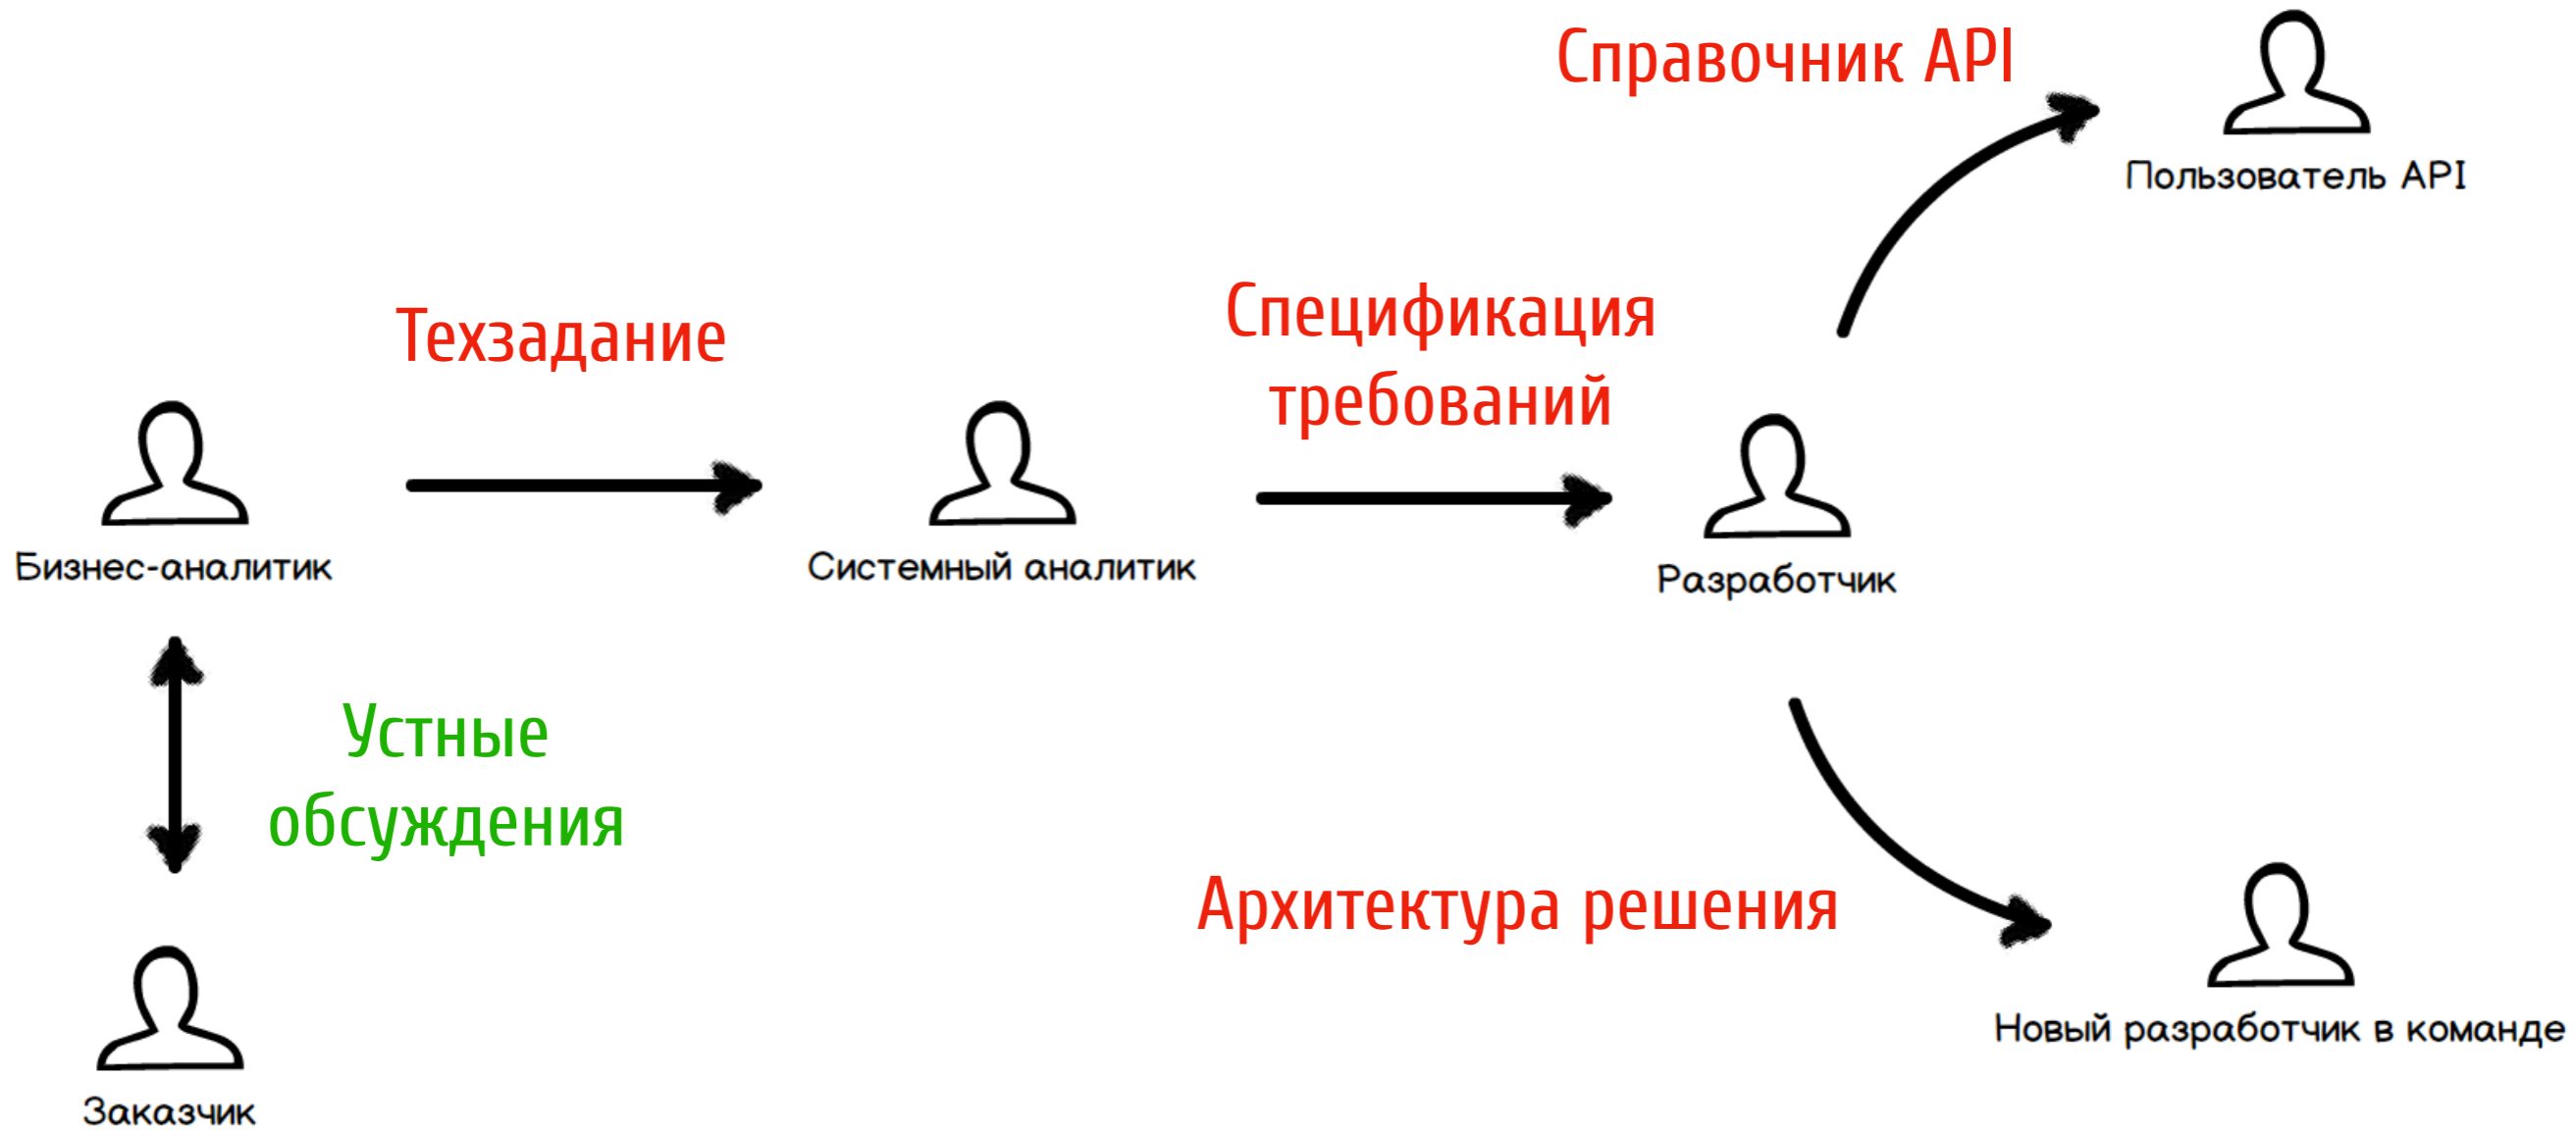 Справочник API
Пользователь API
Техзадание
Спецификация
требований
Бизнес-аналитик
Системный аналитик
Разработчик
Устные
обсуждения
Архитектура решения
Новый разработчик в команде
Заказчик